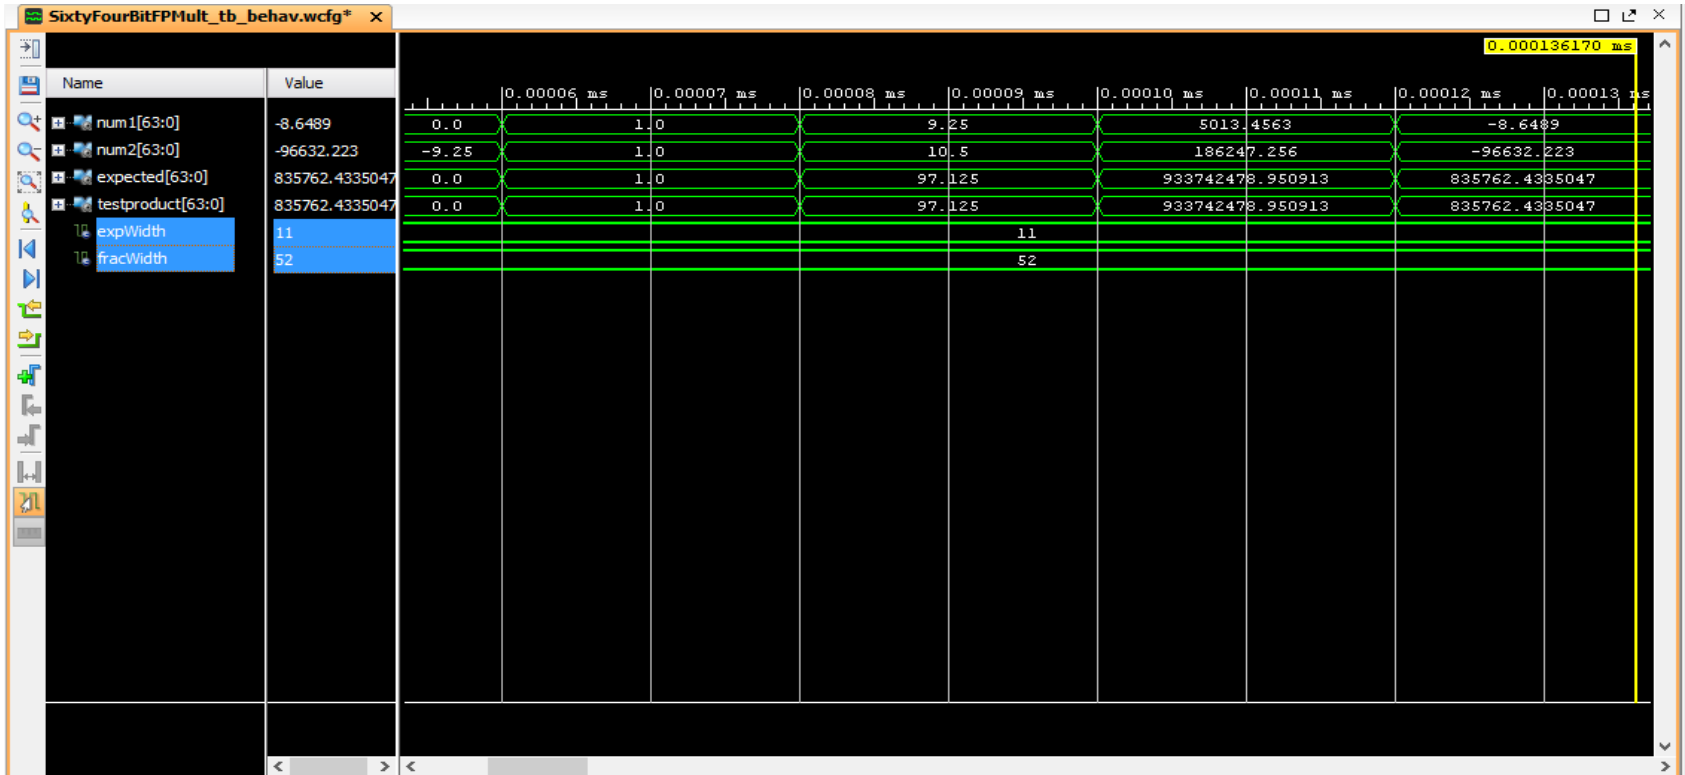 SixtyFourBitFPMult_tb_behav.wcfg*
0.000136170 ms
Name Value
0.00006 ms 0.00007 ms 0.00008 ms 0.00009 ms 0.00010 ms 0.00011 ms 0.00012 ms 0.00013 ms
num1[63:0] -8.6489 0.0 1.0 9.25 5013.4563 -8.6489
num2[63:0] -96632.223 -9.25 1.0 10.5 186247.256 -96632.223
expected[63:0] 835762.4335047 0.0 1.0 97.125 933742478.950913 835762.4335047
testproduct[63:0] 835762.4335047 0.0 1.0 97.125 933742478.950913 835762.4335047
expWidth 11 11
fracWidth 52 52